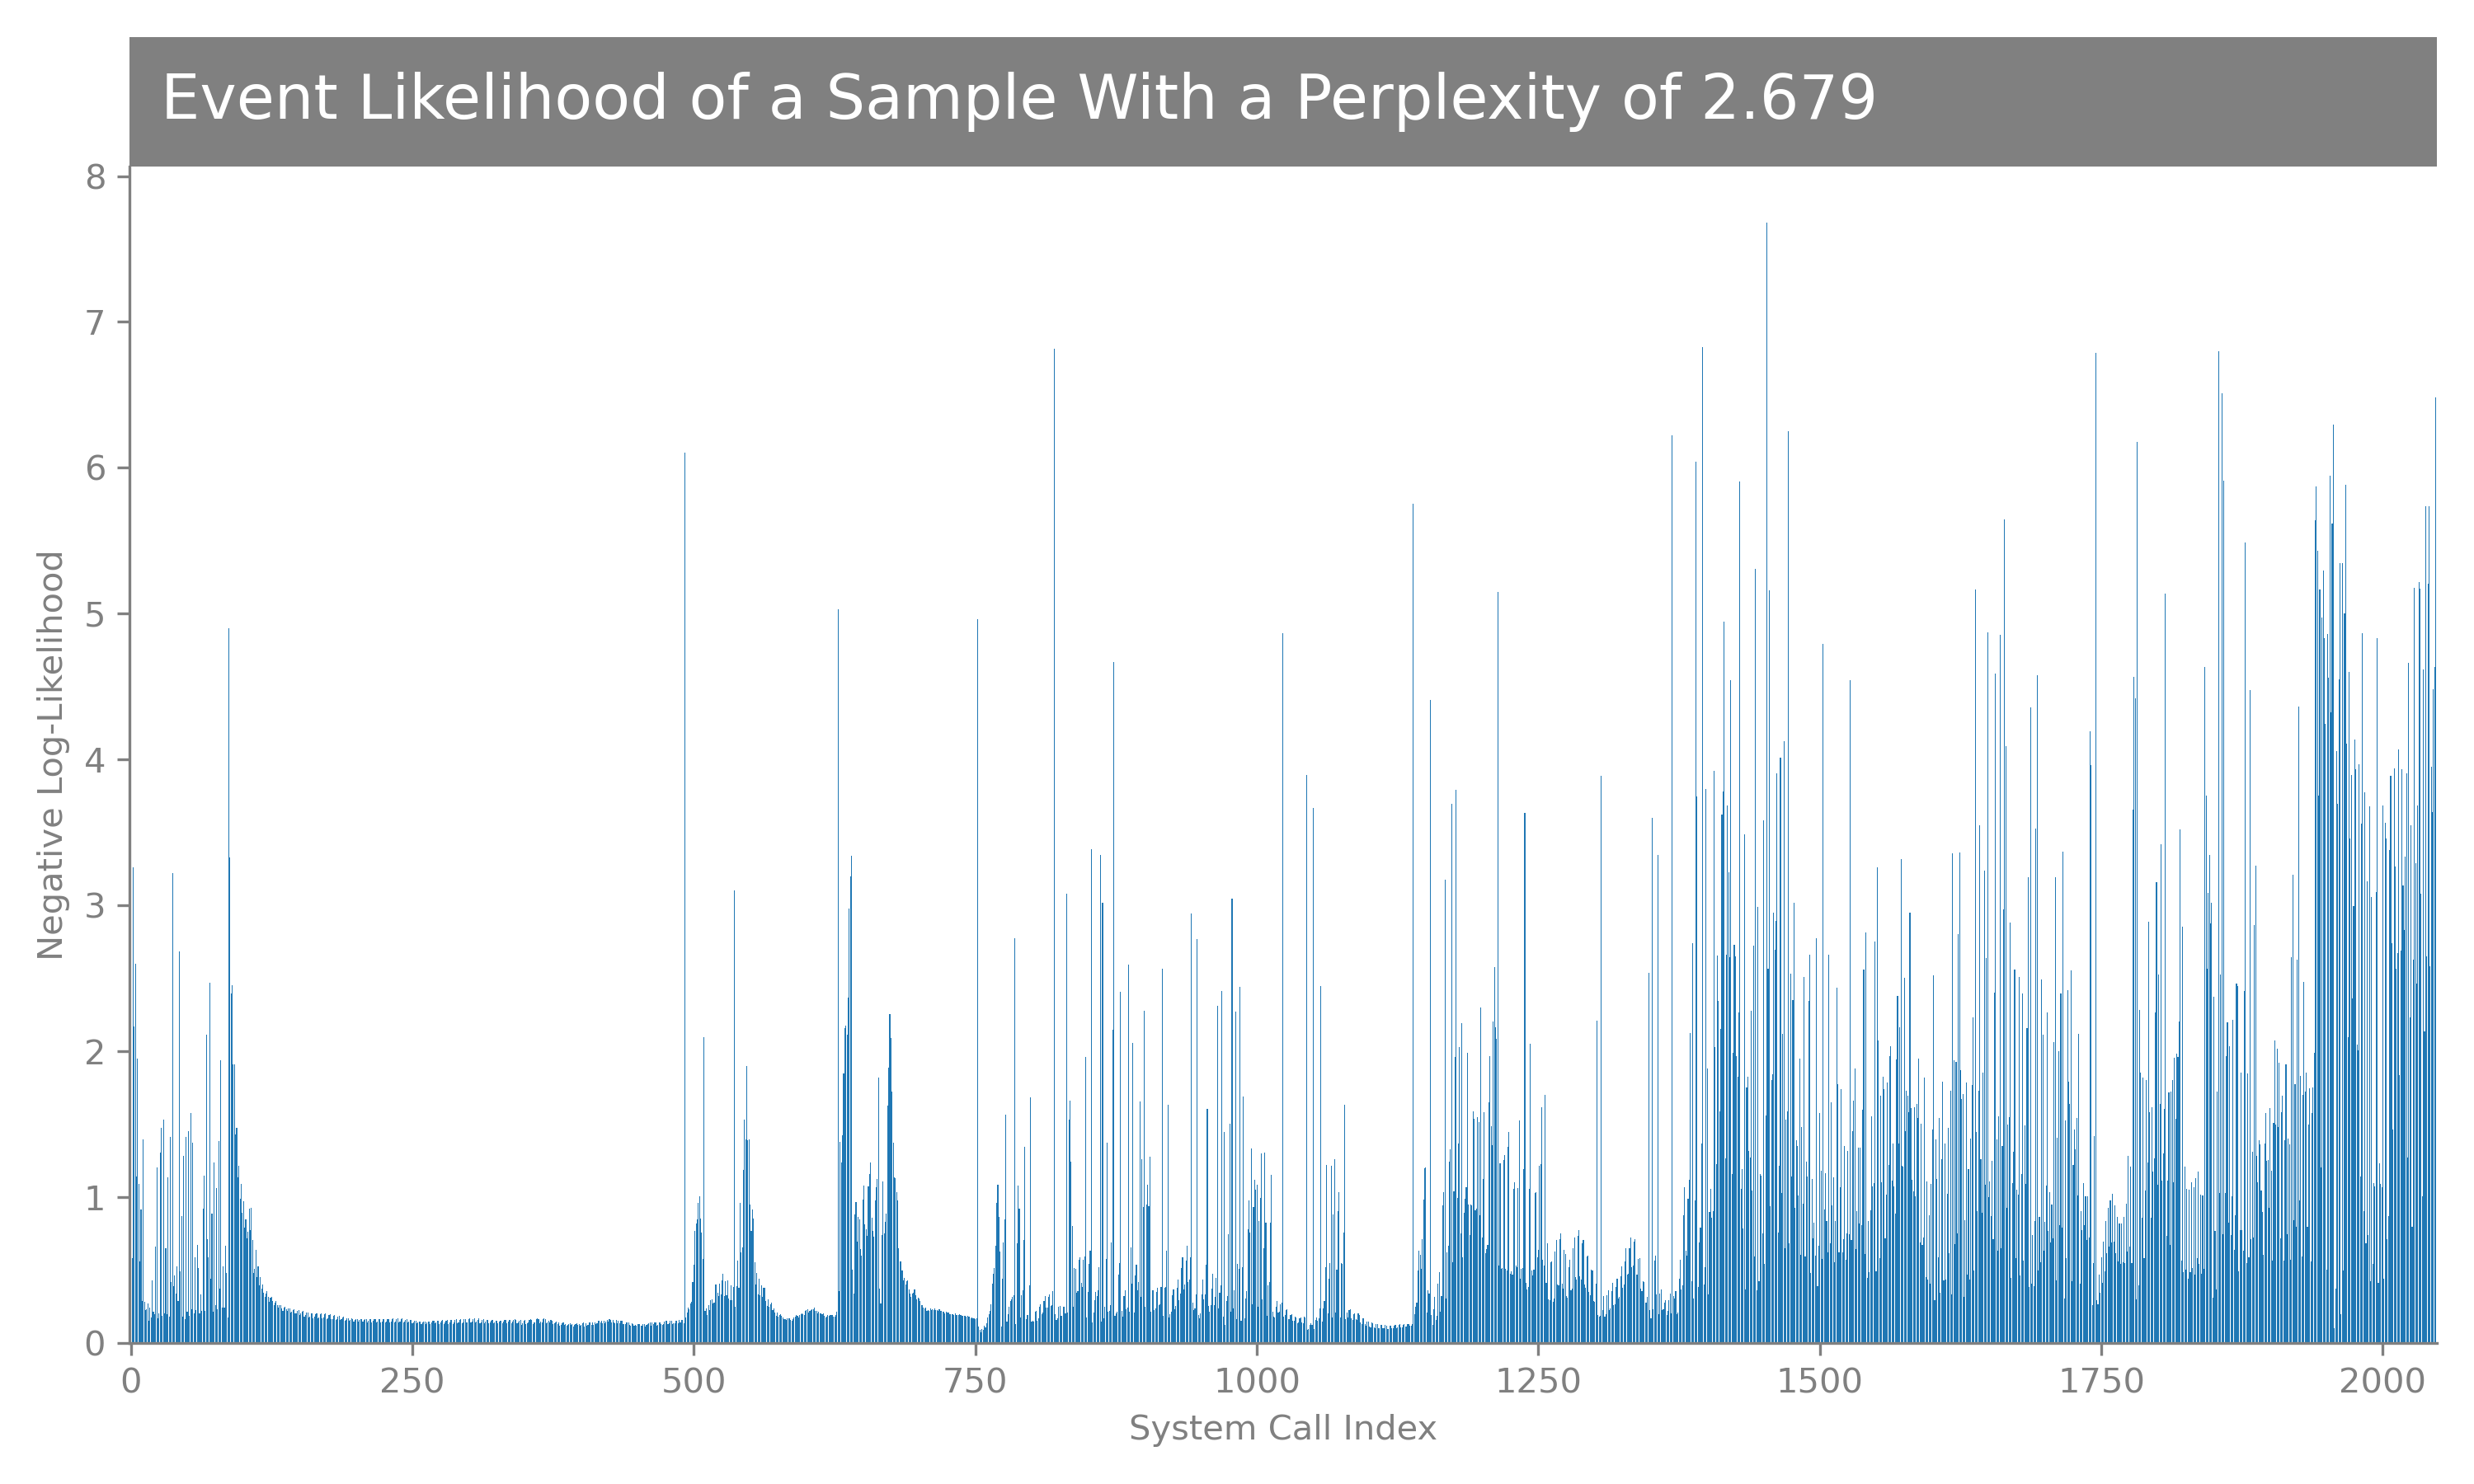 Event Likelihood of a Sample With a Perplexity of 2.679
8
7
6
5
4
3
2
1
0
Negative Log-Likelihood
0 250 500 750 1000 1250 1500 1750 2000
System Call Index